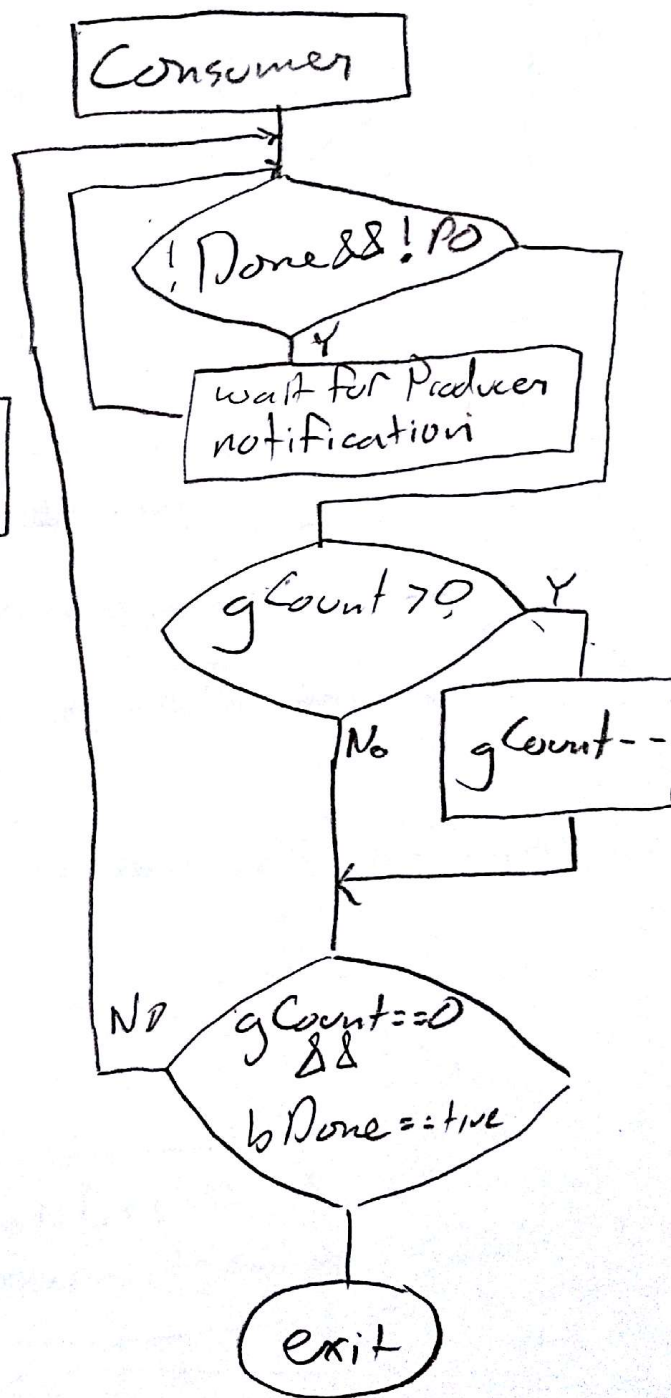 Consumer
!Done&&!PO
Y
wait for Producer
notification
gCount>0
Y
No
gCount--
NO
gCount==0
&&
bDone==true
exit